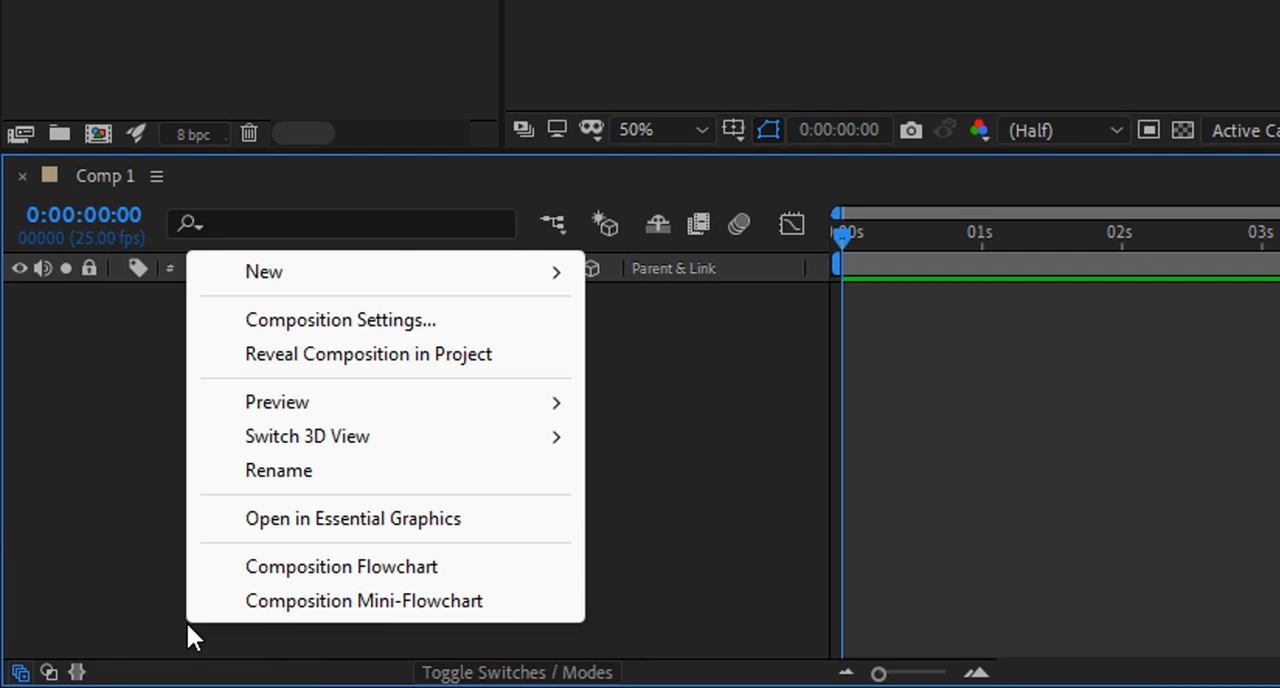 8 bpc
50%
0:00:00:00
(Half)
Active Ca
Comp 1
0:00:00:00
00000 (25.00 fps)
00s
01s
02s
03s
#
Parent & Link
New
Composition Settings...
Reveal Composition in Project
Preview
Switch 3D View
Rename
Open in Essential Graphics
Composition Flowchart
Composition Mini-Flowchart
Toggle Switches / Modes